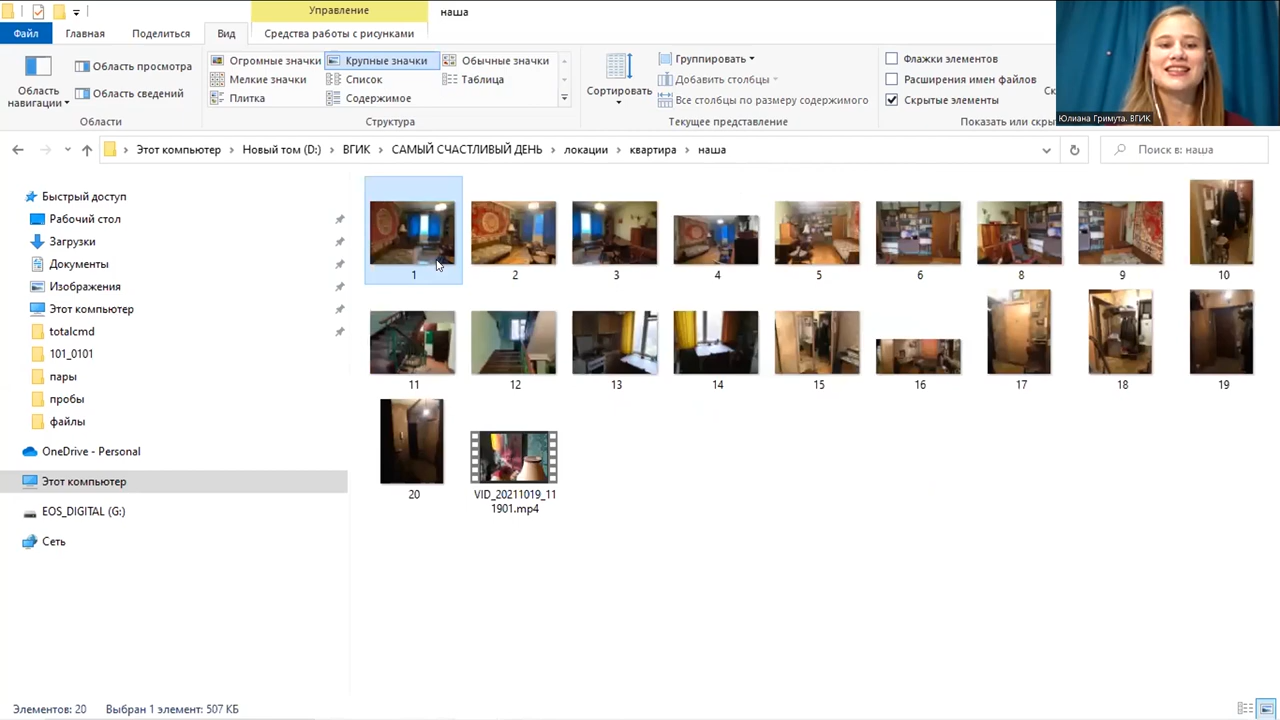 Управление
наша
Файл
Главная
Поделиться
Вид
Средства работы с рисунками
Область навигации
Область просмотра
Область сведений
Области
Огромные значки
Крупные значки
Обычные значки
Мелкие значки
Список
Таблица
Плитка
Содержимое
Структура
Сортировать
Группировать
Добавить столбцы
Все столбцы по размеру содержимого
Текущее представление
Флажки элементов
Расширения имен файлов
Скрытые элементы
Юлиана Гримута. ВГИК
Этот компьютер > Новый том (D:) > ВГИК > САМЫЙ СЧАСТЛИВЫЙ ДЕНЬ > локации > квартира > наша
Поиск в: наша
Быстрый доступ
Рабочий стол
Загрузки
Документы
Изображения
Этот компьютер
totalcmd
101_0101
пары
пробы
файлы
OneDrive - Personal
Этот компьютер
EOS_DIGITAL (G:)
Сеть
1 2 3 4 5 6 8 9 10
11 12 13 14 15 16 17 18 19
20
VID_20211019_11
1901.mp4
Элементов: 20 Выбран 1 элемент: 507 КБ